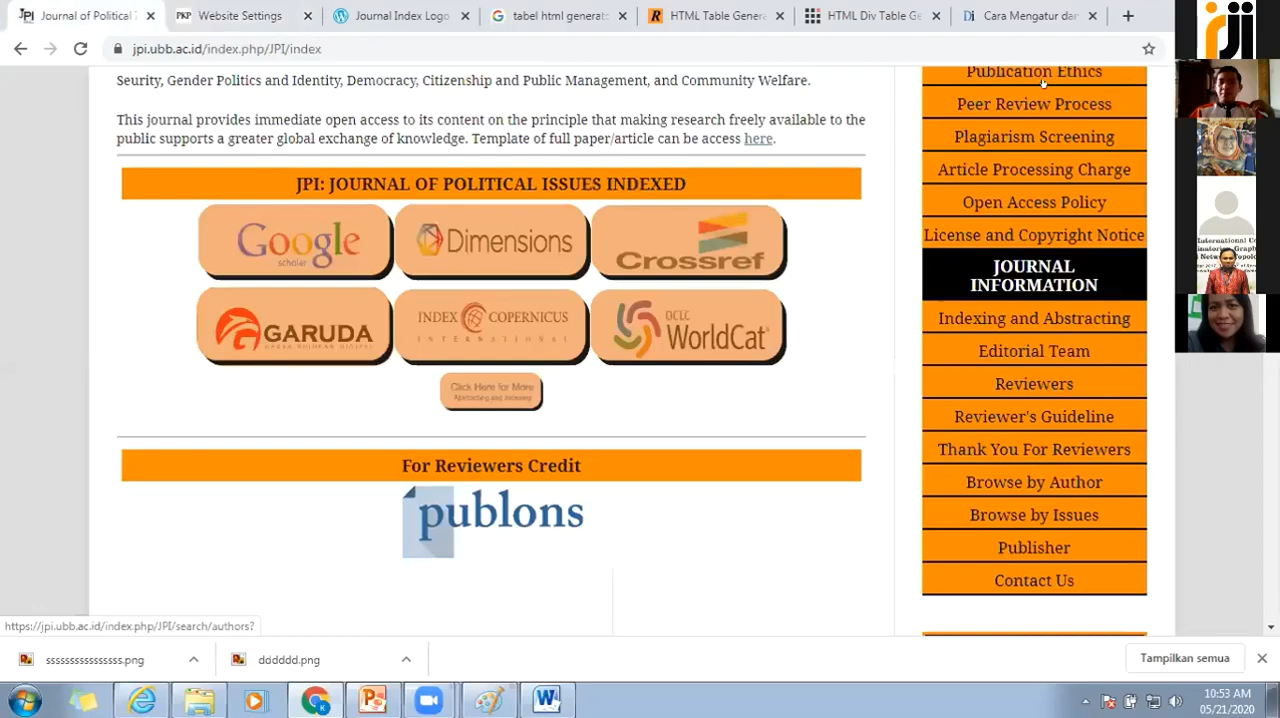 Journal of Political
Website Settings
Journal Index Logo
tabel html generato
HTML Table Gene
HTML Div Table Ge
Cara Mengatur dar
jpi.ubb.ac.id/index.php/JPI/index
Seurity, Gender Politics and Identity, Democracy, Citizenship and Public Management, and Community Welfare.
This journal provides immediate open access to its content on the principle that making research freely available to the
public supports a greater global exchange of knowledge. Template of full paper/article can be access here.
JPI: JOURNAL OF POLITICAL ISSUES INDEXED
Google
scholar
Dimensions
Crossref
GARUDA
INDEX COPERNICUS
INTERNATIONAL
OCLC
WorldCat
Click Here for More
Abstracting and Indexing
For Reviewers Credit
publons
Publication Ethics
Peer Review Process
Plagiarism Screening
Article Processing Charge
Open Access Policy
License and Copyright Notice
JOURNAL
INFORMATION
Indexing and Abstracting
Editorial Team
Reviewers
Reviewer's Guideline
Thank You For Reviewers
Browse by Author
Browse by Issues
Publisher
Contact Us
https://jpi.ubb.ac.id/index.php/JPI/search/authors?
sssssssssssssss.png
dddddd.png
Tampilkan semua
10:53 AM
05/21/2020